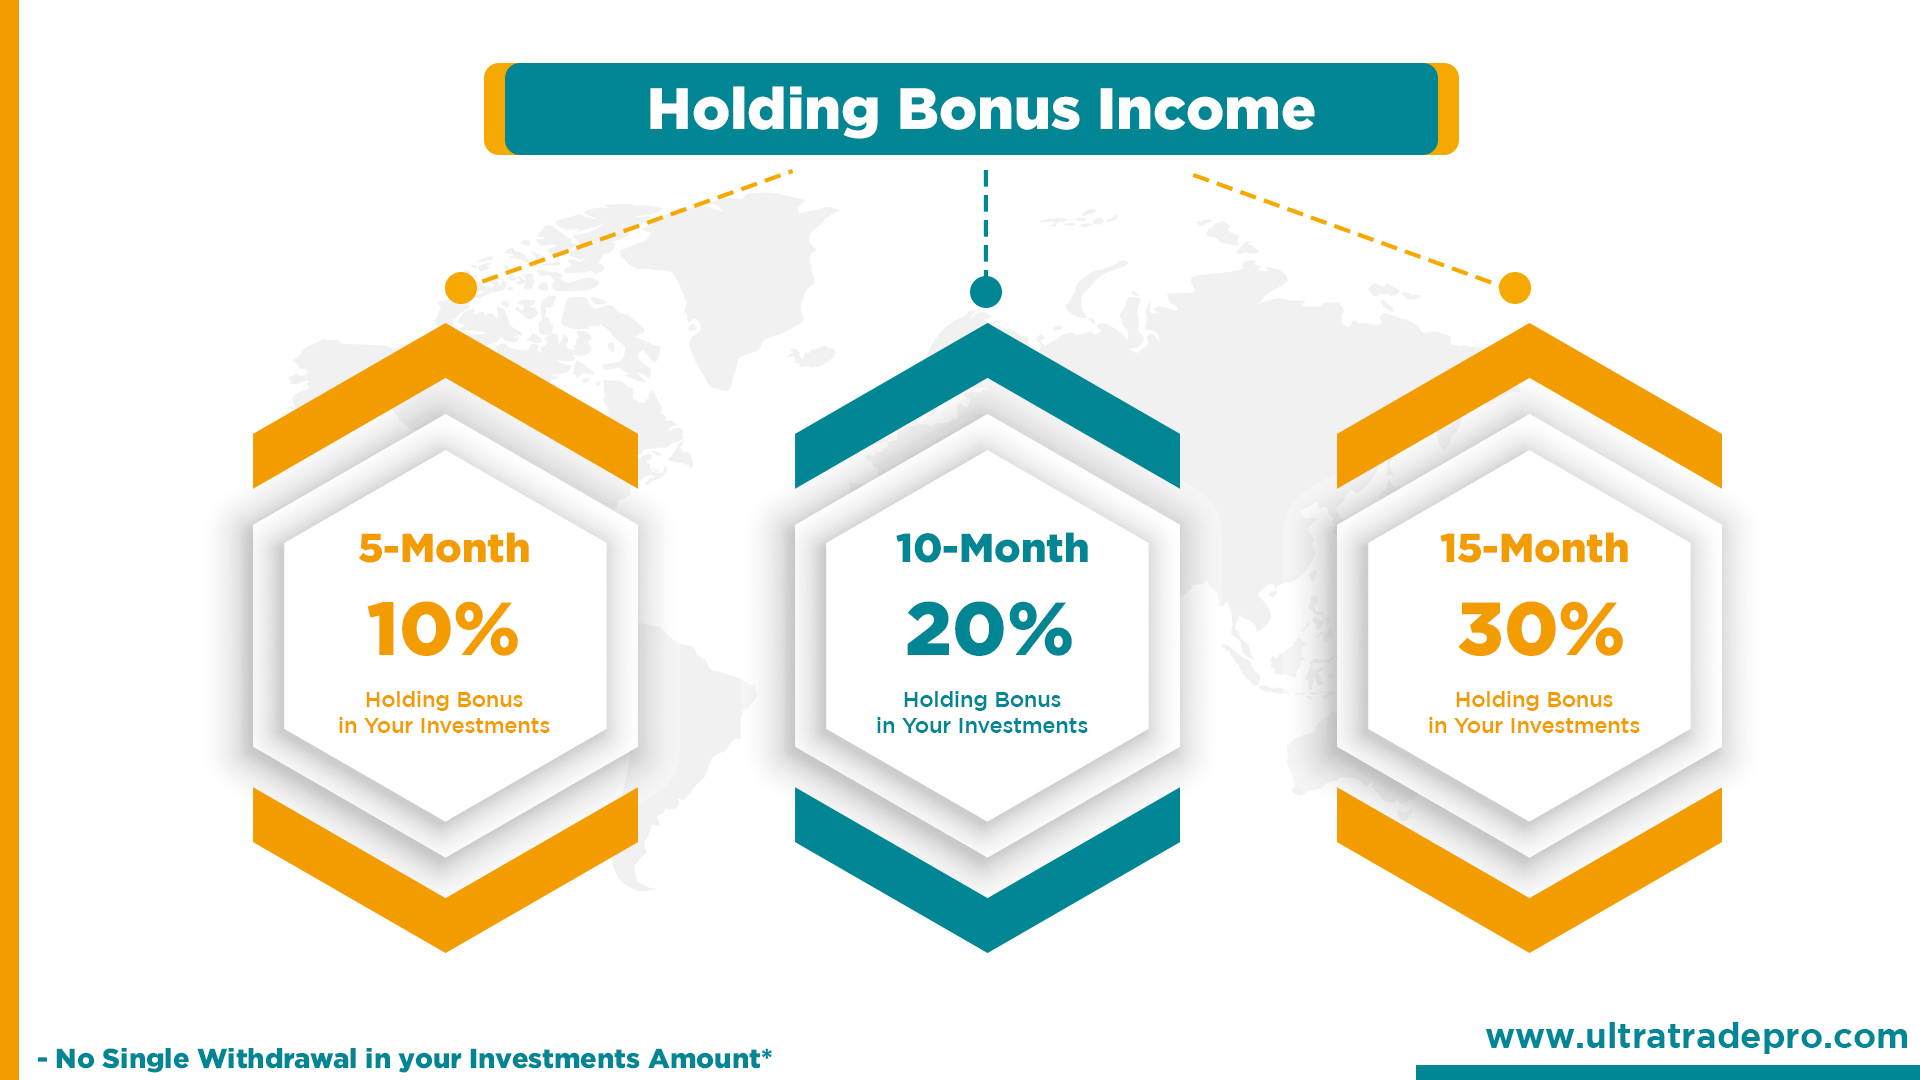 Holding Bonus Income
5-Month
10%
Holding Bonus
in Your Investments
10-Month
20%
Holding Bonus
in Your Investments
15-Month
30%
Holding Bonus
in Your Investments
- No Single Withdrawal in your Investments Amount*
www.ultratradepro.com